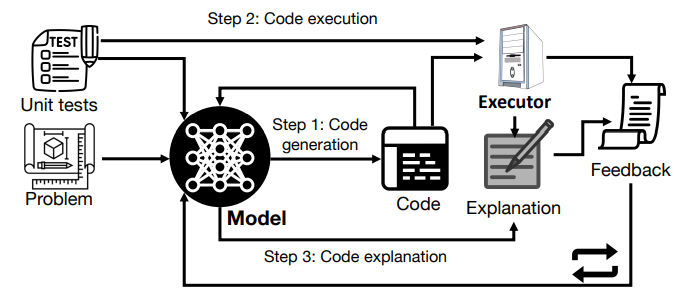 Step 2: Code execution
TEST
Unit tests
Executor
Step 1: Code
generation
Problem
Model
Code
Explanation
Feedback
Step 3: Code explanation